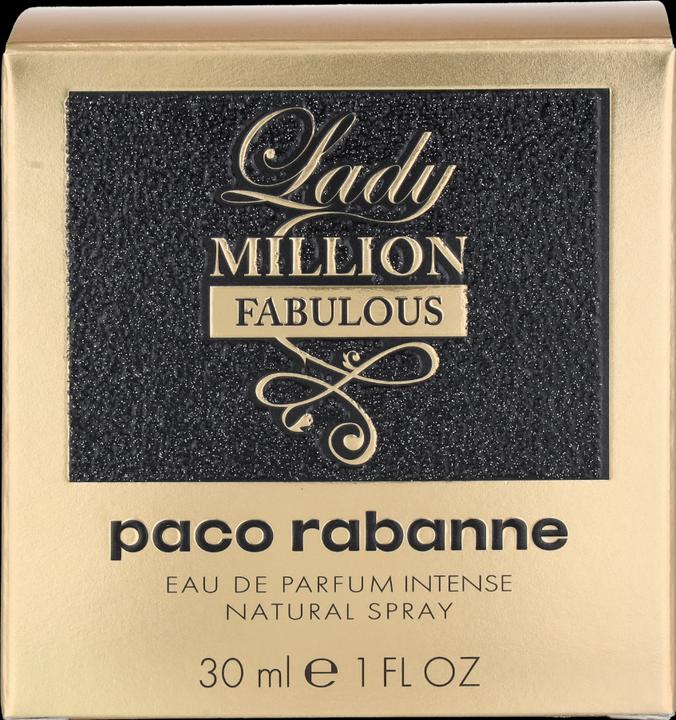 Lady
MILLION
FABULOUS
paco rabanne
EAU DE PARFUM INTENSE
NATURAL SPRAY
30 ml ℮ 1 FL OZ